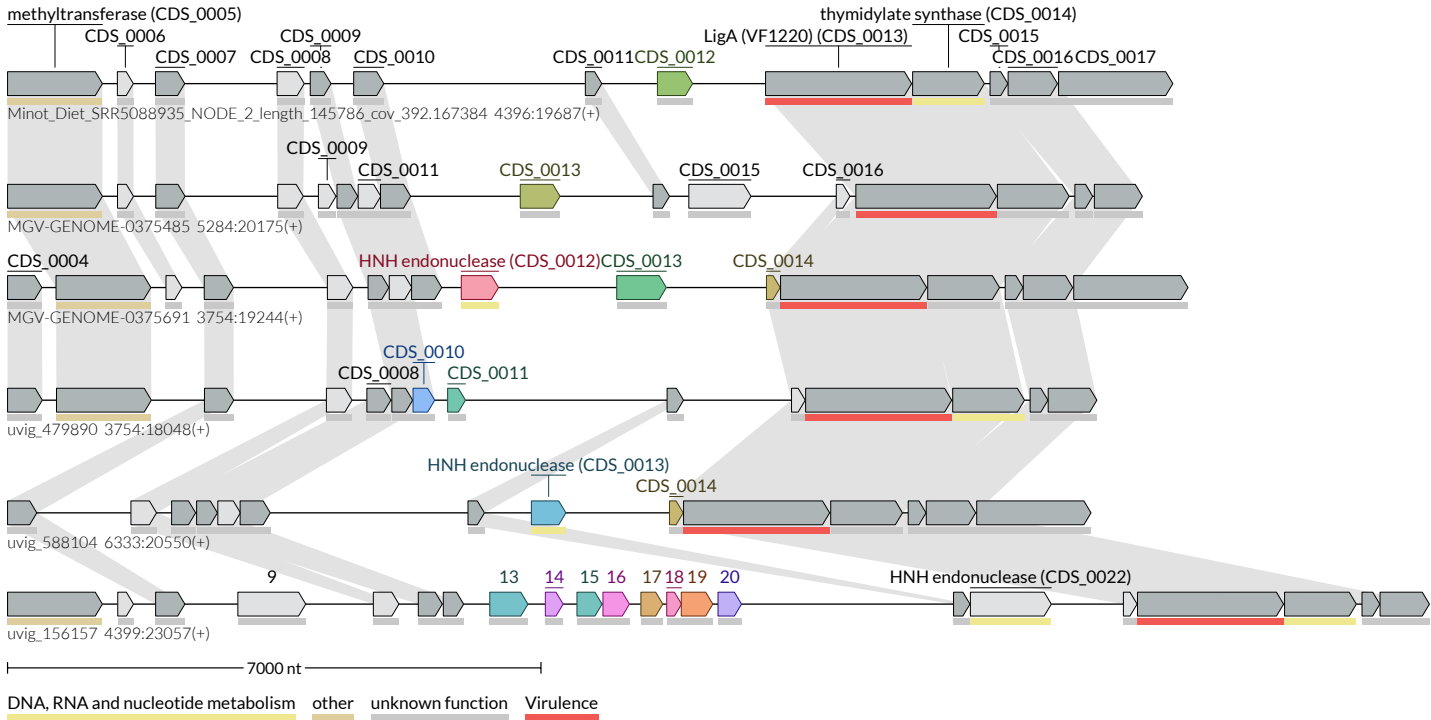 methyltransferase (CDS_0005) thymidylate synthase (CDS_0014)
CDS_0006 CDS_0009 LigA (VF1220) (CDS_0013) CDS_0015
CDS_0007 CDS_0008 CDS_0010 CDS_0011 CDS_0012 CDS_0016 CDS_0017
Minot_Diet_SRR5088935_NODE_2_length_145786_cov_392.167384 4396:19687(+)
CDS_0009
CDS_0011 CDS_0013 CDS_0015 CDS_0016
MGV-GENOME-0375485 5284:20175(+)
CDS_0004 HNH endonuclease (CDS_0012) CDS_0013 CDS_0014
MGV-GENOME-0375691 3754:19244(+)
CDS_0010
CDS_0008 CDS_0011
uvig_479890 3754:18048(+)
HNH endonuclease (CDS_0013)
CDS_0014
uvig_588104 6333:20550(+)
9 13 14 15 16 17 18 19 20 HNH endonuclease (CDS_0022)
uvig_156157 4399:23057(+)
7000 nt
DNA, RNA and nucleotide metabolism other unknown function Virulence